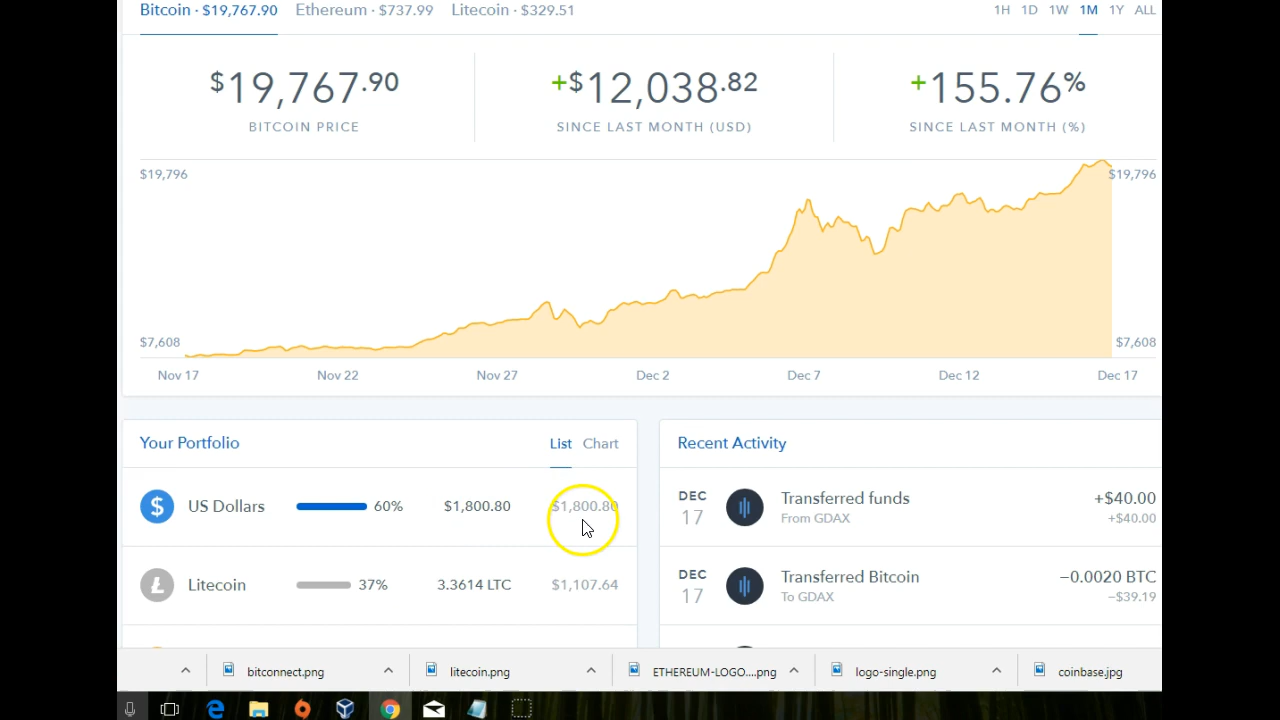 Bitcoin · $19,767.90 Ethereum · $737.99 Litecoin · $329.51 1H 1D 1W 1M 1Y ALL
$19,767.90 +$12,038.82 +155.76%
BITCOIN PRICE SINCE LAST MONTH (USD) SINCE LAST MONTH (%)
$19,796 $19,796
$7,608 $7,608
Nov 17 Nov 22 Nov 27 Dec 2 Dec 7 Dec 12 Dec 17
Your Portfolio List Chart
US Dollars 60% $1,800.80 $1,800.80
Litecoin 37% 3.3614 LTC $1,107.64
Recent Activity
DEC 17 Transferred funds +$40.00
From GDAX +$40.00
DEC 17 Transferred Bitcoin −0.0020 BTC
To GDAX −$39.19
bitconnect.png litecoin.png ETHEREUM-LOGO....png logo-single.png coinbase.jpg